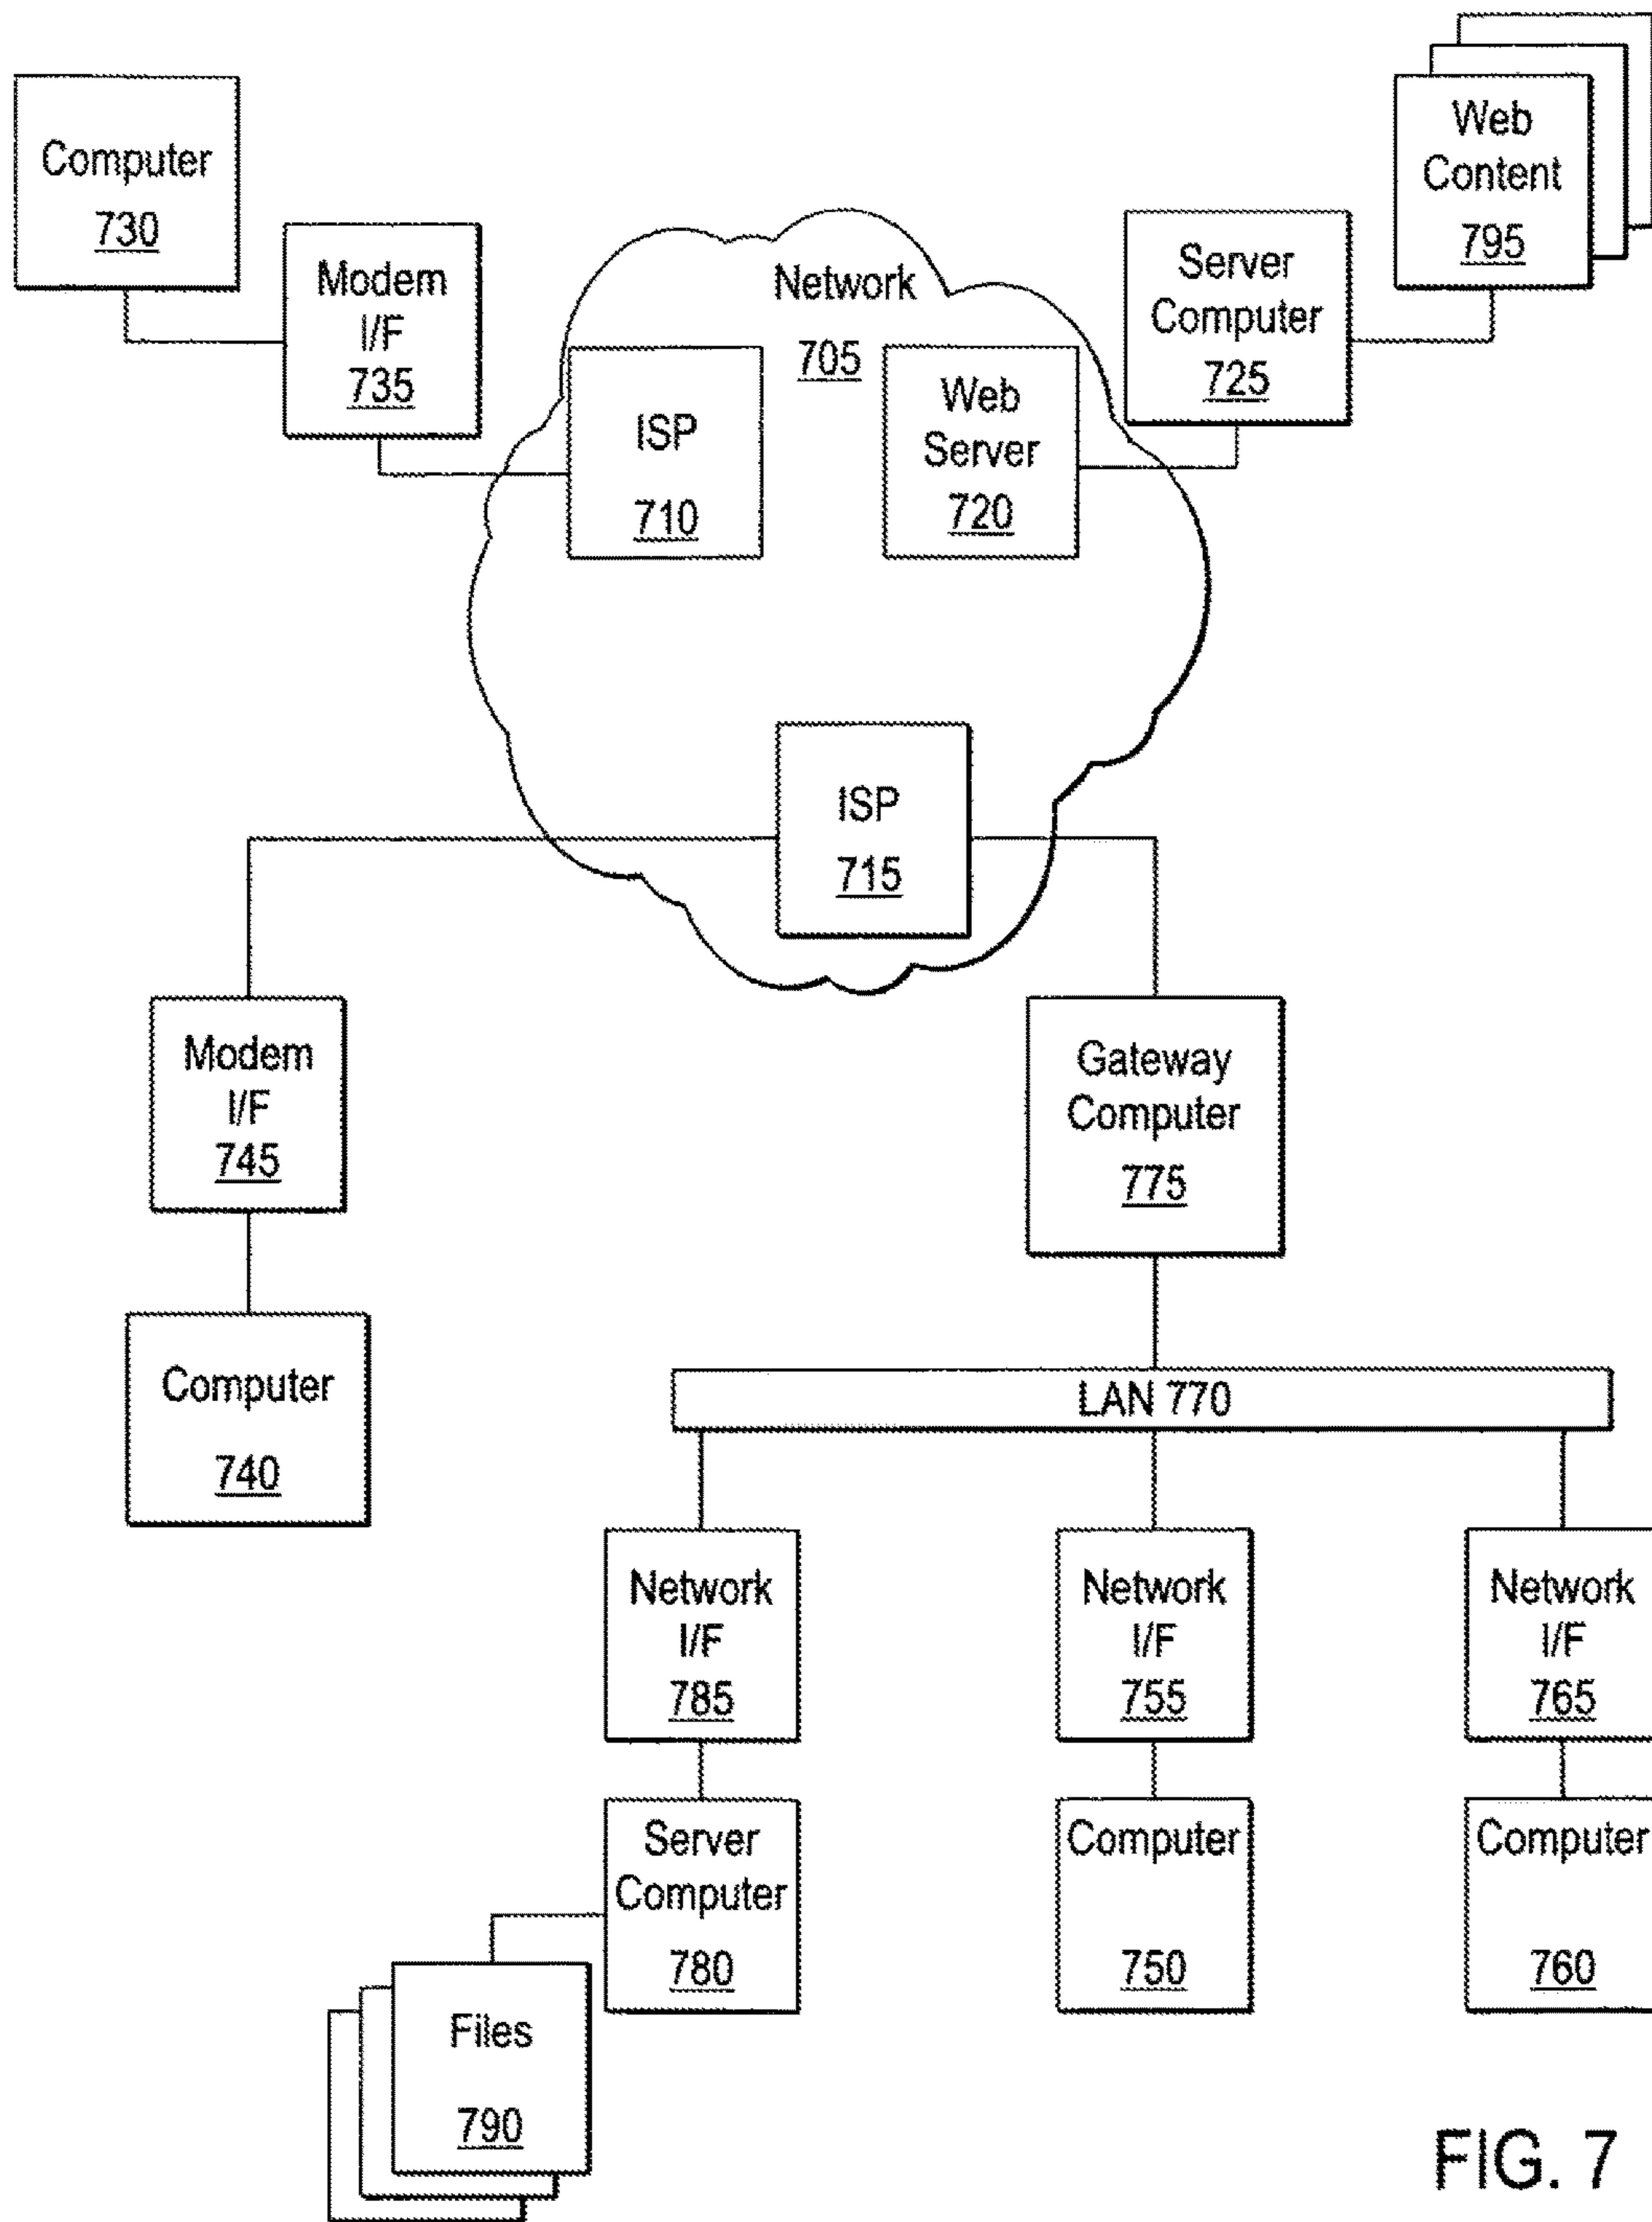 Computer
730
Modem
I/F
735
Network
705
ISP
710
Web
Server
720
Server
Computer
725
Web
Content
795
ISP
715
Modem
I/F
745
Computer
740
Gateway
Computer
775
LAN 770
Network
I/F
785
Network
I/F
755
Network
I/F
765
Server
Computer
780
Computer
750
Computer
760
Files
790
FIG. 7